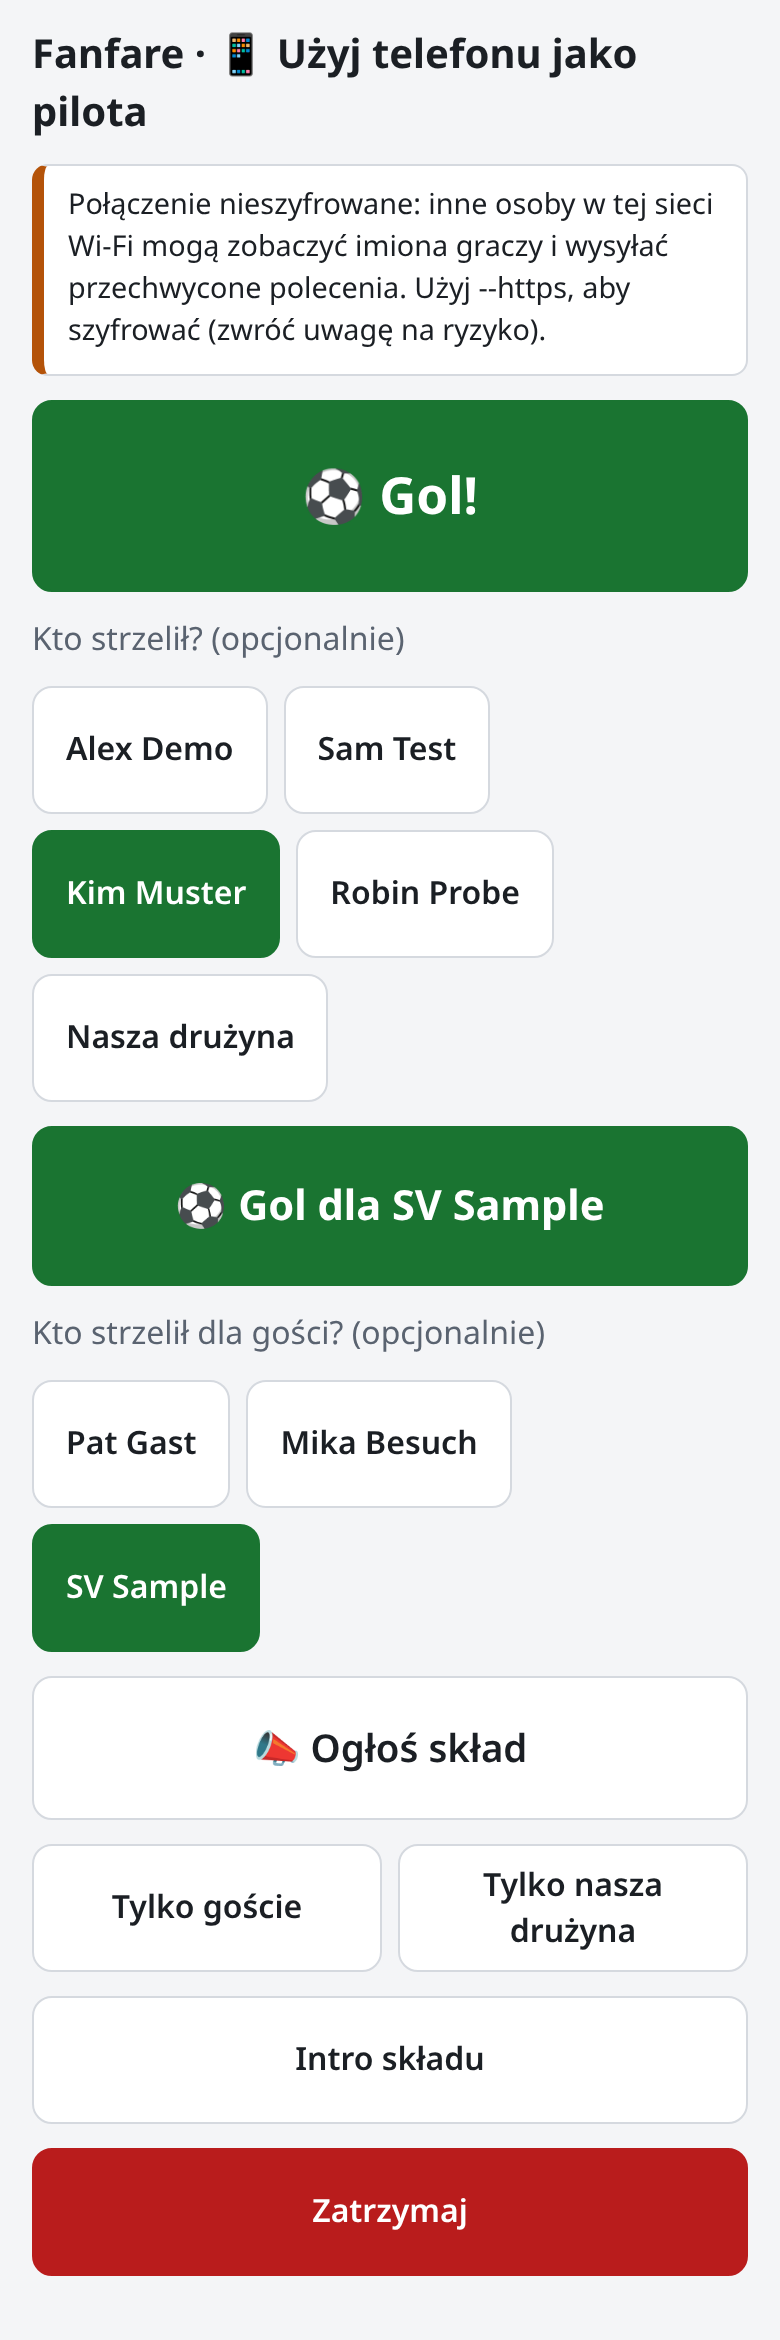 Fanfare · 📱 Użyj telefonu jako
pilota
Połączenie nieszyfrowane: inne osoby w tej sieci
Wi-Fi mogą zobaczyć imiona graczy i wysyłać
przechwycone polecenia. Użyj --https, aby
szyfrować (zwróć uwagę na ryzyko).
⚽ Gol!
Kto strzelił? (opcjonalnie)
Alex Demo
Sam Test
Kim Muster
Robin Probe
Nasza drużyna
⚽ Gol dla SV Sample
Kto strzelił dla gości? (opcjonalnie)
Pat Gast
Mika Besuch
SV Sample
📣 Ogłoś skład
Tylko goście
Tylko nasza
drużyna
Intro składu
Zatrzymaj